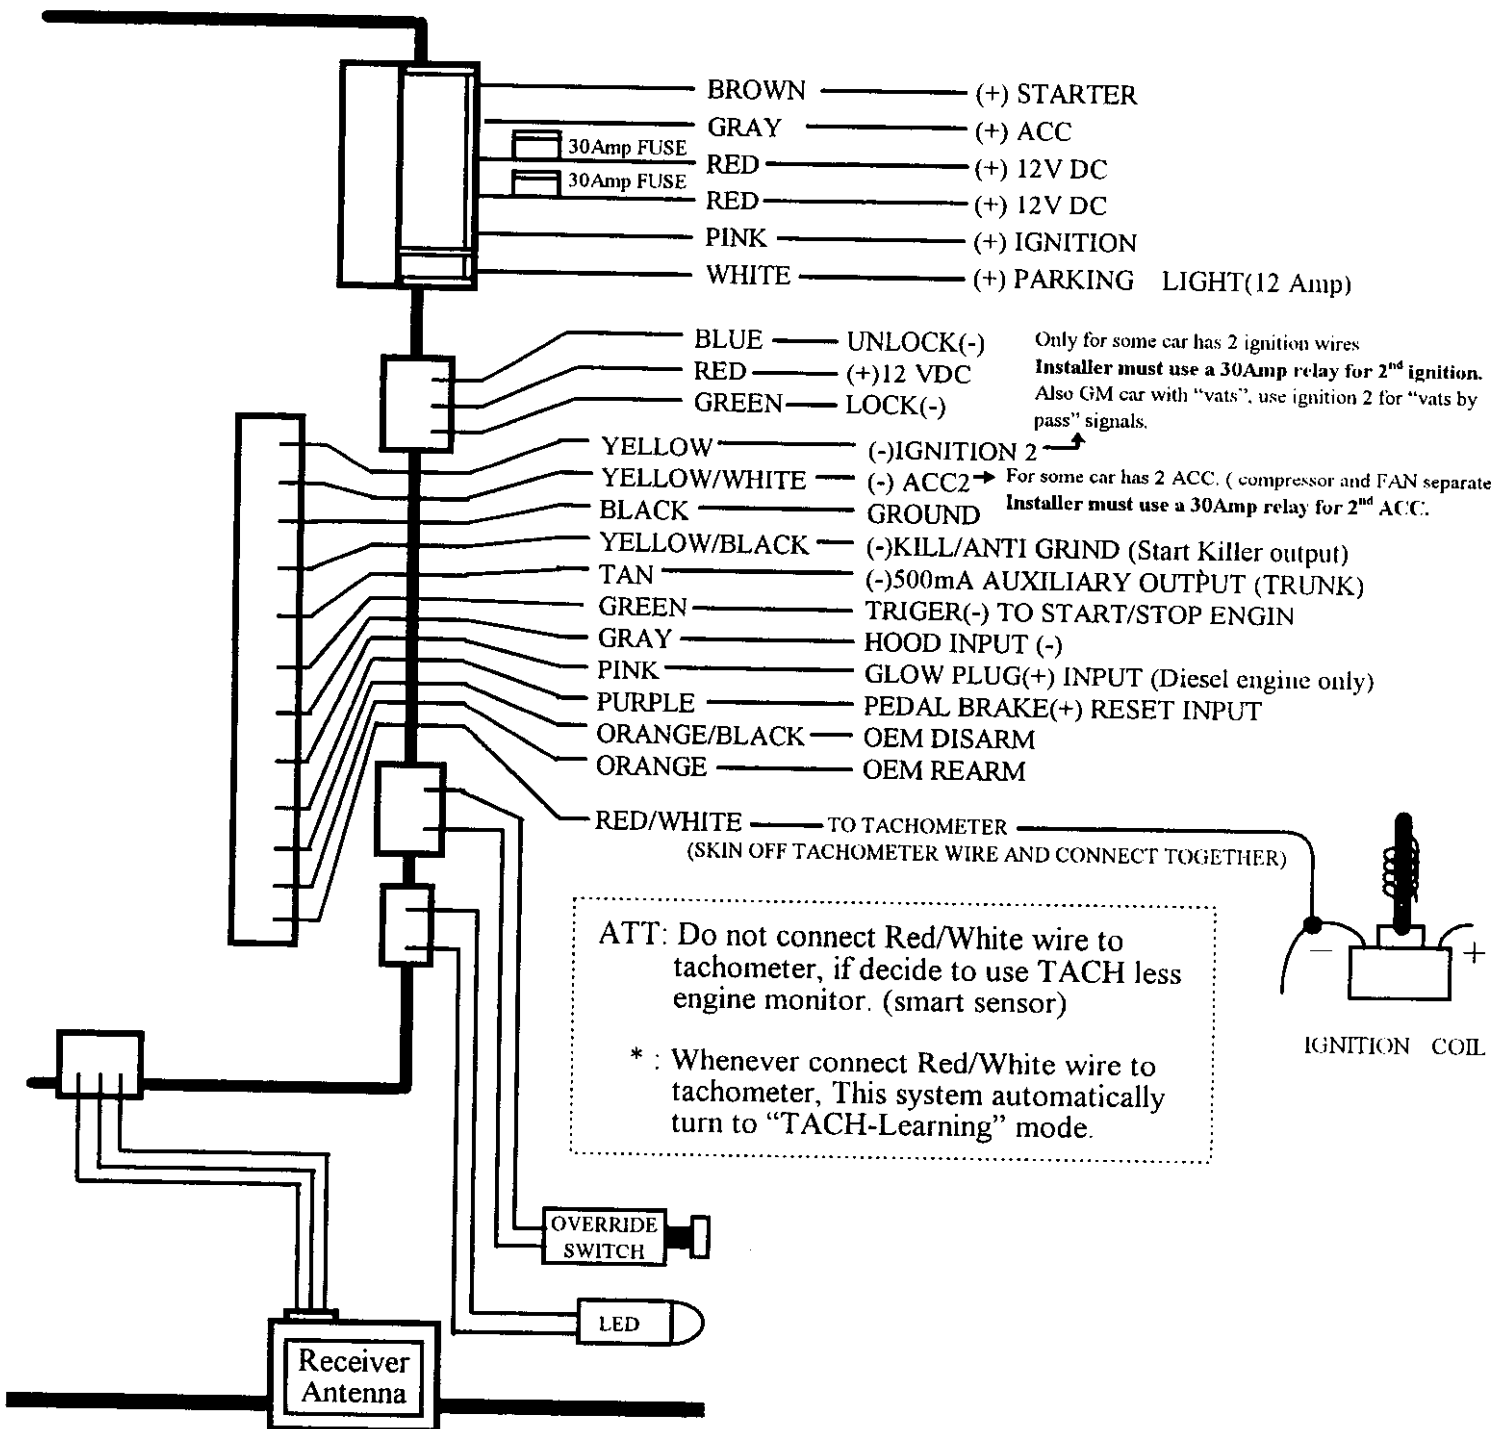 BROWN (+) STARTER
GRAY (+) ACC
30Amp FUSE
RED (+) 12V DC
30Amp FUSE
RED (+) 12V DC
PINK (+) IGNITION
WHITE (+) PARKING LIGHT(12 Amp)
BLUE UNLOCK(-)
RED (+)12 VDC
GREEN LOCK(-)
Only for some car has 2 ignition wires
Installer must use a 30Amp relay for 2nd ignition.
Also GM car with “vats”, use ignition 2 for “vats by
pass” signals.
YELLOW (-)IGNITION 2
YELLOW/WHITE (-) ACC2
For some car has 2 ACC. ( compressor and FAN separate
Installer must use a 30Amp relay for 2nd ACC.
BLACK GROUND
YELLOW/BLACK (-)KILL/ANTI GRIND (Start Killer output)
TAN (-)500mA AUXILIARY OUTPUT (TRUNK)
GREEN TRIGER(-) TO START/STOP ENGIN
GRAY HOOD INPUT (-)
PINK GLOW PLUG(+) INPUT (Diesel engine only)
PURPLE PEDAL BRAKE(+) RESET INPUT
ORANGE/BLACK OEM DISARM
ORANGE OEM REARM
RED/WHITE TO TACHOMETER
(SKIN OFF TACHOMETER WIRE AND CONNECT TOGETHER)
ATT: Do not connect Red/White wire to
tachometer, if decide to use TACH less
engine monitor. (smart sensor)
* : Whenever connect Red/White wire to
tachometer, This system automatically
turn to “TACH-Learning” mode.
− +
IGNITION COIL
OVERRIDE
SWITCH
LED
Receiver
Antenna